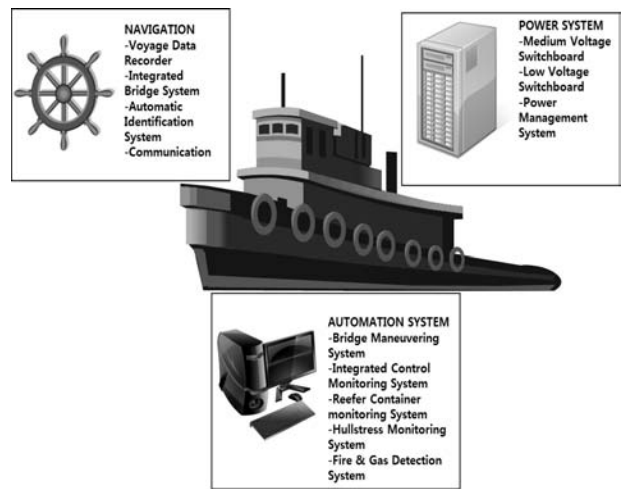 NAVIGATION
-Voyage Data
Recorder
-Integrated
Bridge System
-Automatic
Identification
System
-Communication
POWER SYSTEM
-Medium Voltage
Switchboard
-Low Voltage
Switchboard
-Power
Management
System
AUTOMATION SYSTEM
-Bridge Maneuvering
System
-Integrated Control
Monitoring System
-Reefer Container
monitoring System
-Hullstress Monitoring
System
-Fire & Gas Detection
System